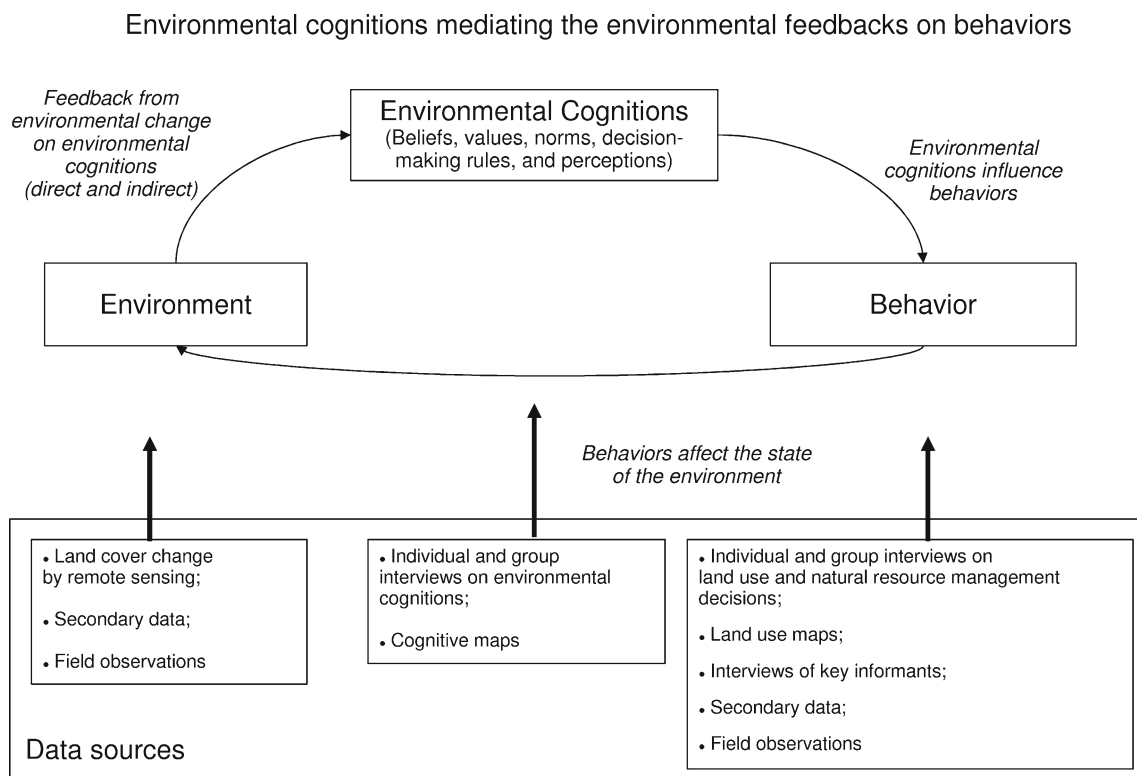 Environmental cognitions mediating the environmental feedbacks on behaviors
Feedback from
environmental change
on environmental
cognitions
(direct and indirect)
Environmental Cognitions
(Beliefs, values, norms, decision-
making rules, and perceptions)
Environmental
cognitions influence
behaviors
Environment
Behavior
Behaviors affect the state
of the environment
• Land cover change
by remote sensing;
• Secondary data;
• Field observations
• Individual and group
interviews on environmental
cognitions;
• Cognitive maps
• Individual and group interviews on
land use and natural resource management
decisions;
• Land use maps;
• Interviews of key informants;
• Secondary data;
• Field observations
Data sources